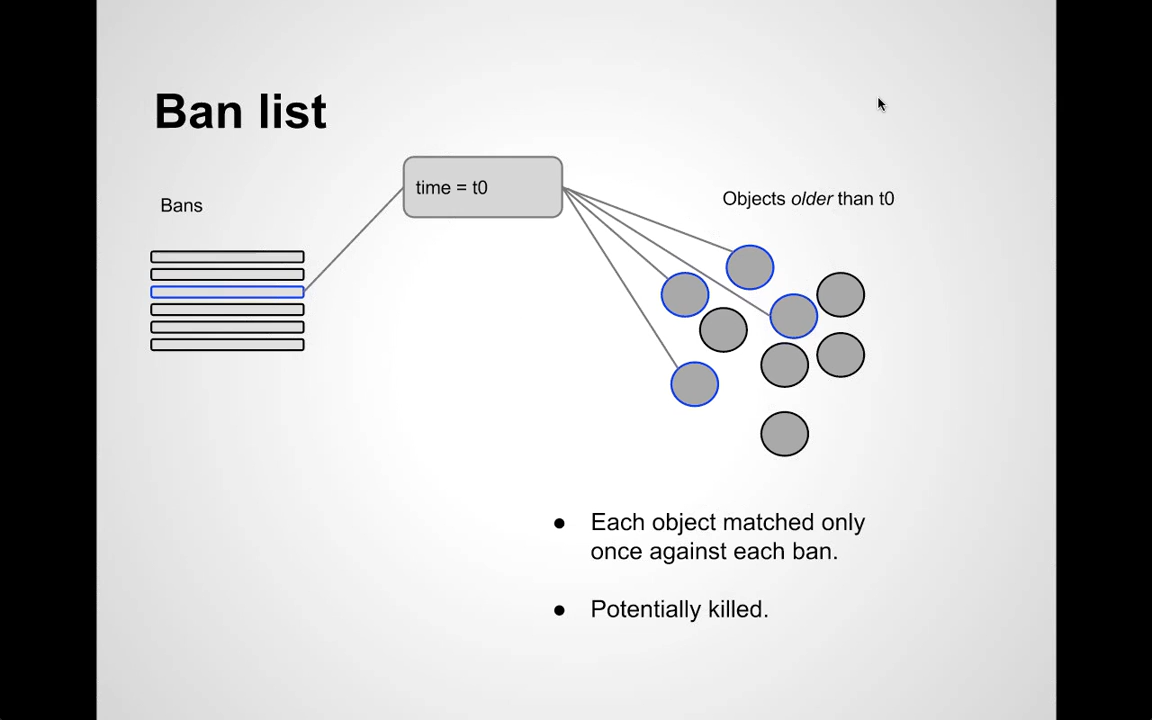 Ban list
time = t0
Objects older than t0
Bans
● Each object matched only
once against each ban.
● Potentially killed.